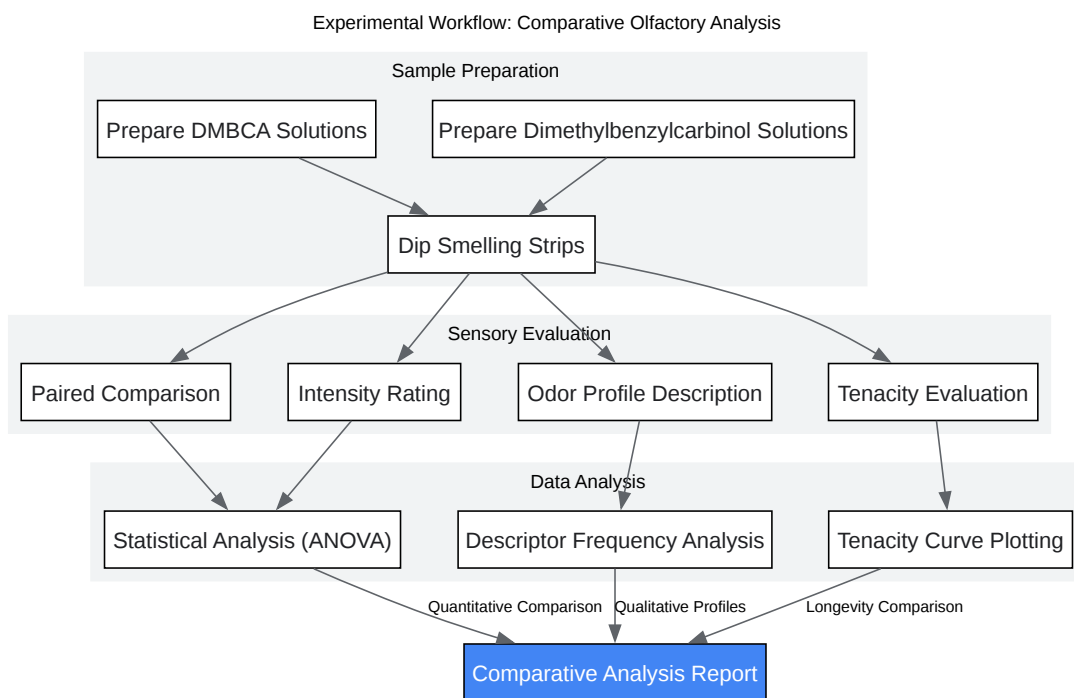 Experimental Workflow: Comparative Olfactory Analysis
Sample Preparation
Prepare DMBCA Solutions
Prepare Dimethylbenzylcarbinol Solutions
Dip Smelling Strips
Sensory Evaluation
Paired Comparison
Intensity Rating
Odor Profile Description
Tenacity Evaluation
Data Analysis
Statistical Analysis (ANOVA)
Descriptor Frequency Analysis
Tenacity Curve Plotting
Quantitative Comparison
Qualitative Profiles
Longevity Comparison
Comparative Analysis Report